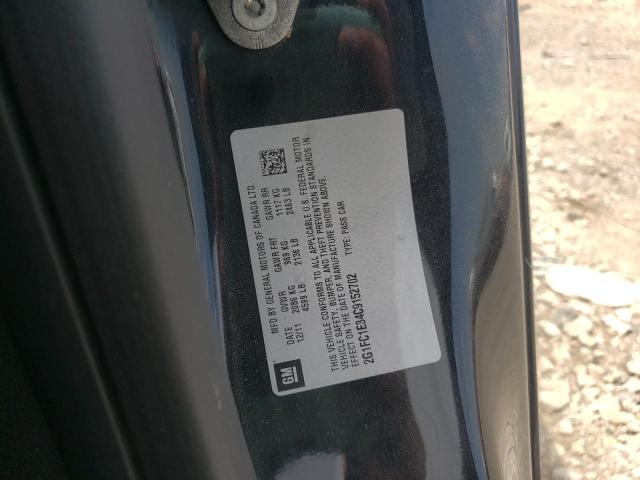 MFD BY GENERAL MOTORS OF CANADA LTD.
DATE GVWR GAWR FRT GAWR RR
12/11 2086 KG 969 KG 1117 KG
4599 LB 2136 LB 2463 LB
THIS VEHICLE CONFORMS TO ALL APPLICABLE U.S. FEDERAL MOTOR
VEHICLE SAFETY, BUMPER, AND THEFT PREVENTION STANDARDS IN
EFFECT ON THE DATE OF MANUFACTURE SHOWN ABOVE.
2G1FC1E34C9152702 TYPE: PASS CAR
GM